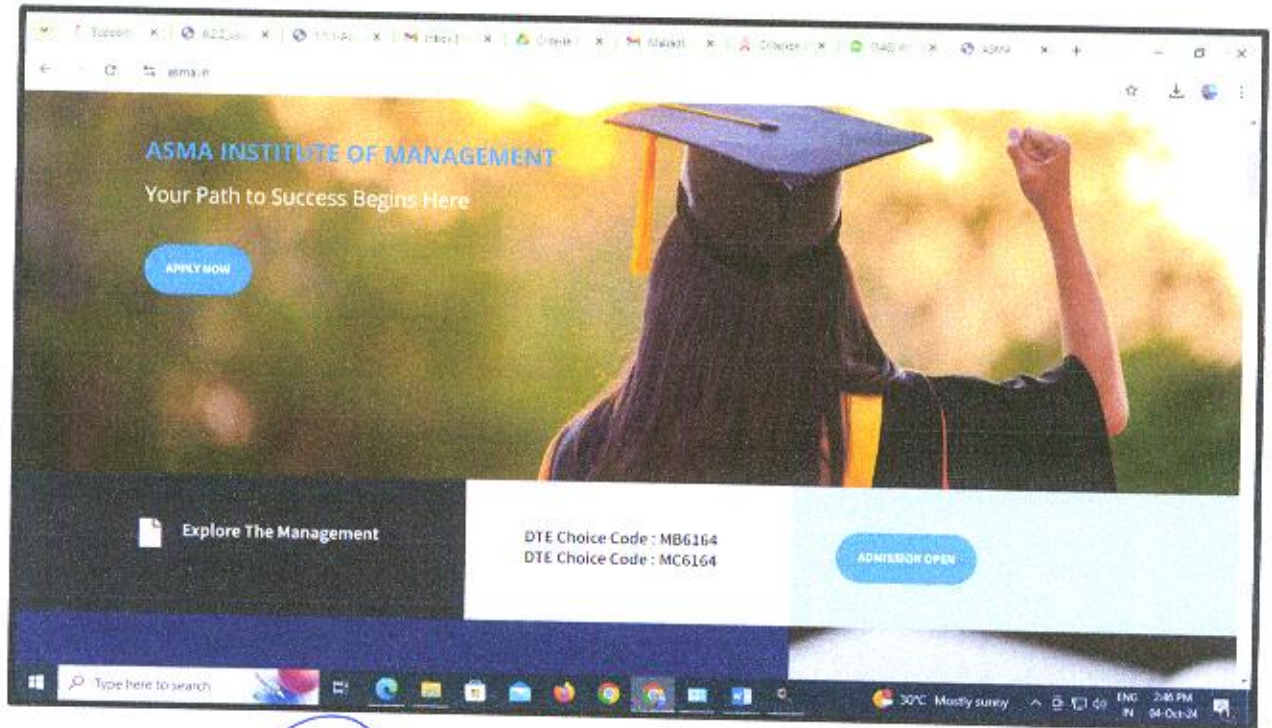 asma.in
ASMA INSTITUTE OF MANAGEMENT
Your Path to Success Begins Here
APPLY NOW
Explore The Management
DTE Choice Code : MB6164
DTE Choice Code : MC6164
ADMISSION OPEN
Type here to search
30°C Mostly sunny
ENG
IN
2:46 PM
04-Oct-24